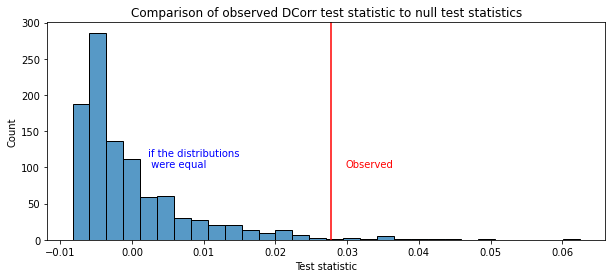 Comparison of observed DCorr test statistic to null test statistics
300
250
200
150
100
50
0
Count
if the distributions
were equal
Observed
−0.01 0.00 0.01 0.02 0.03 0.04 0.05 0.06
Test statistic